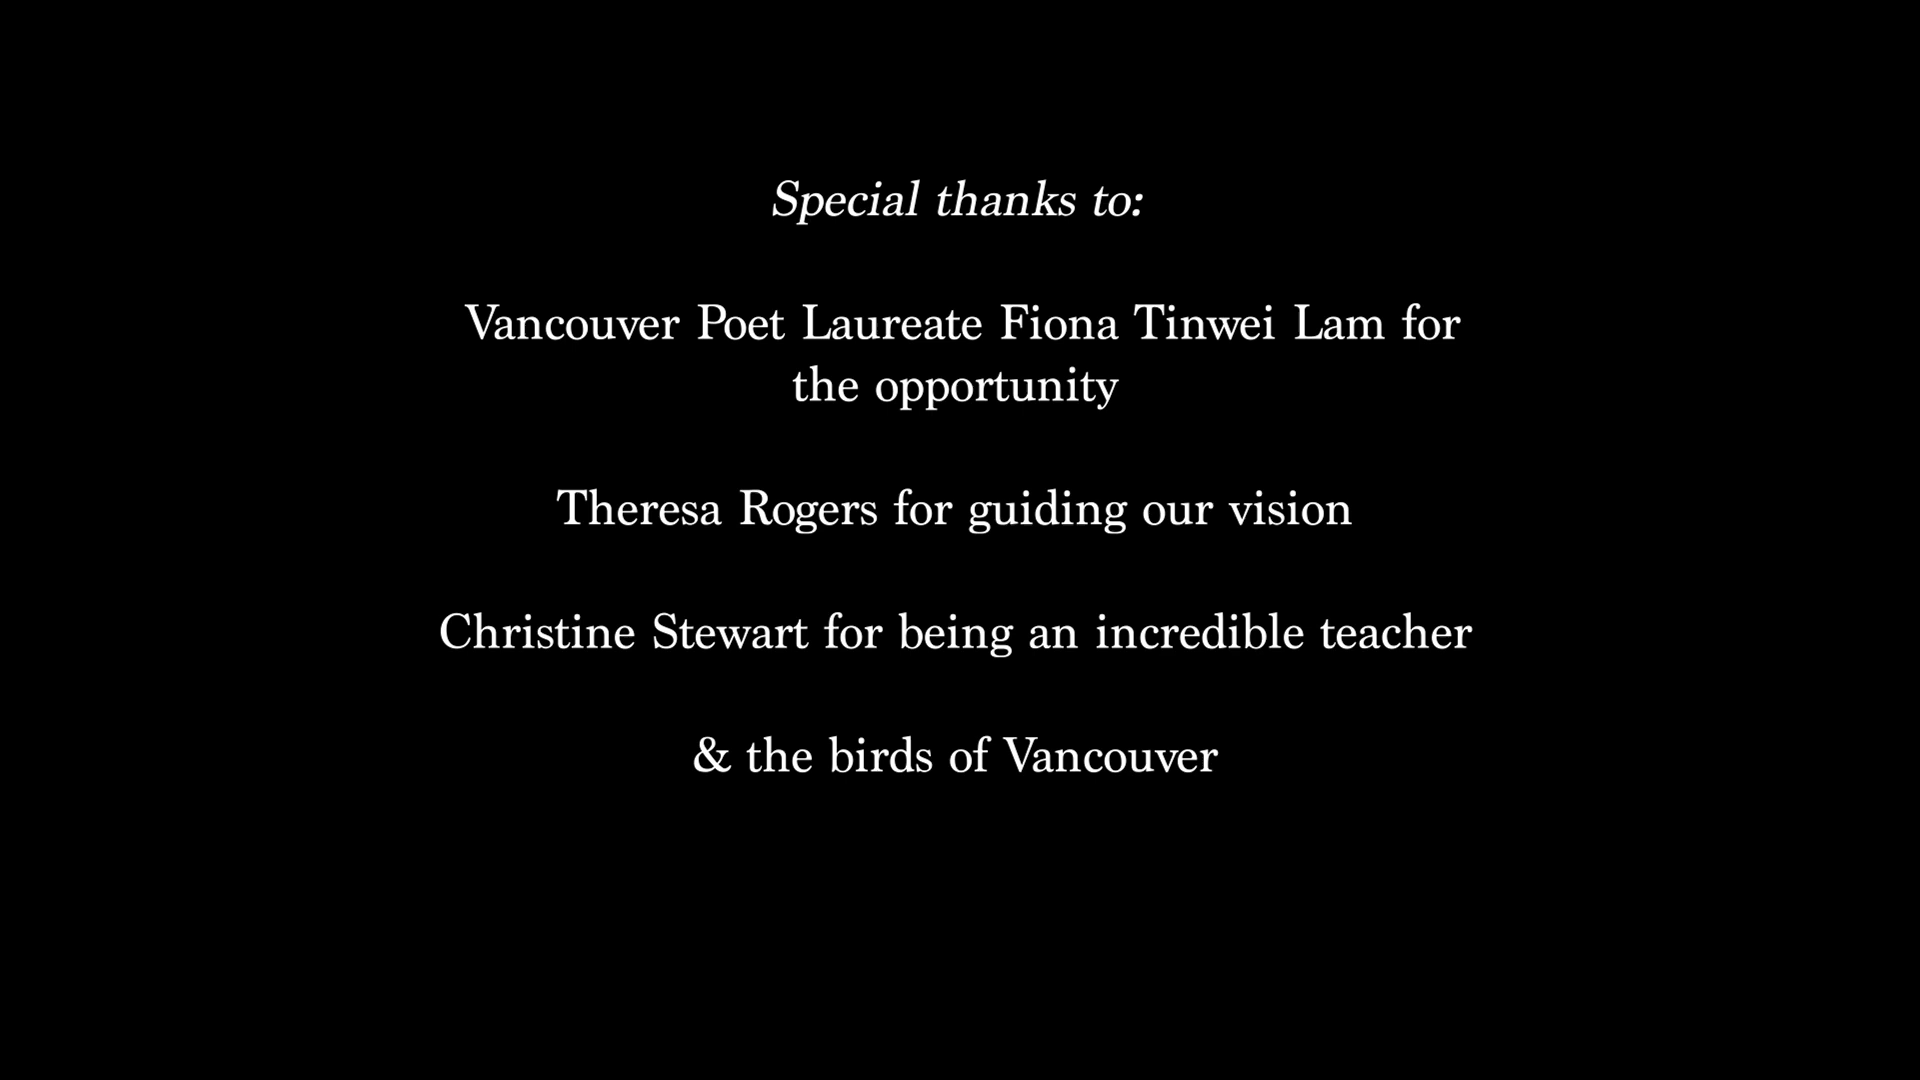 Special thanks to:
Vancouver Poet Laureate Fiona Tinwei Lam for
the opportunity
Theresa Rogers for guiding our vision
Christine Stewart for being an incredible teacher
& the birds of Vancouver